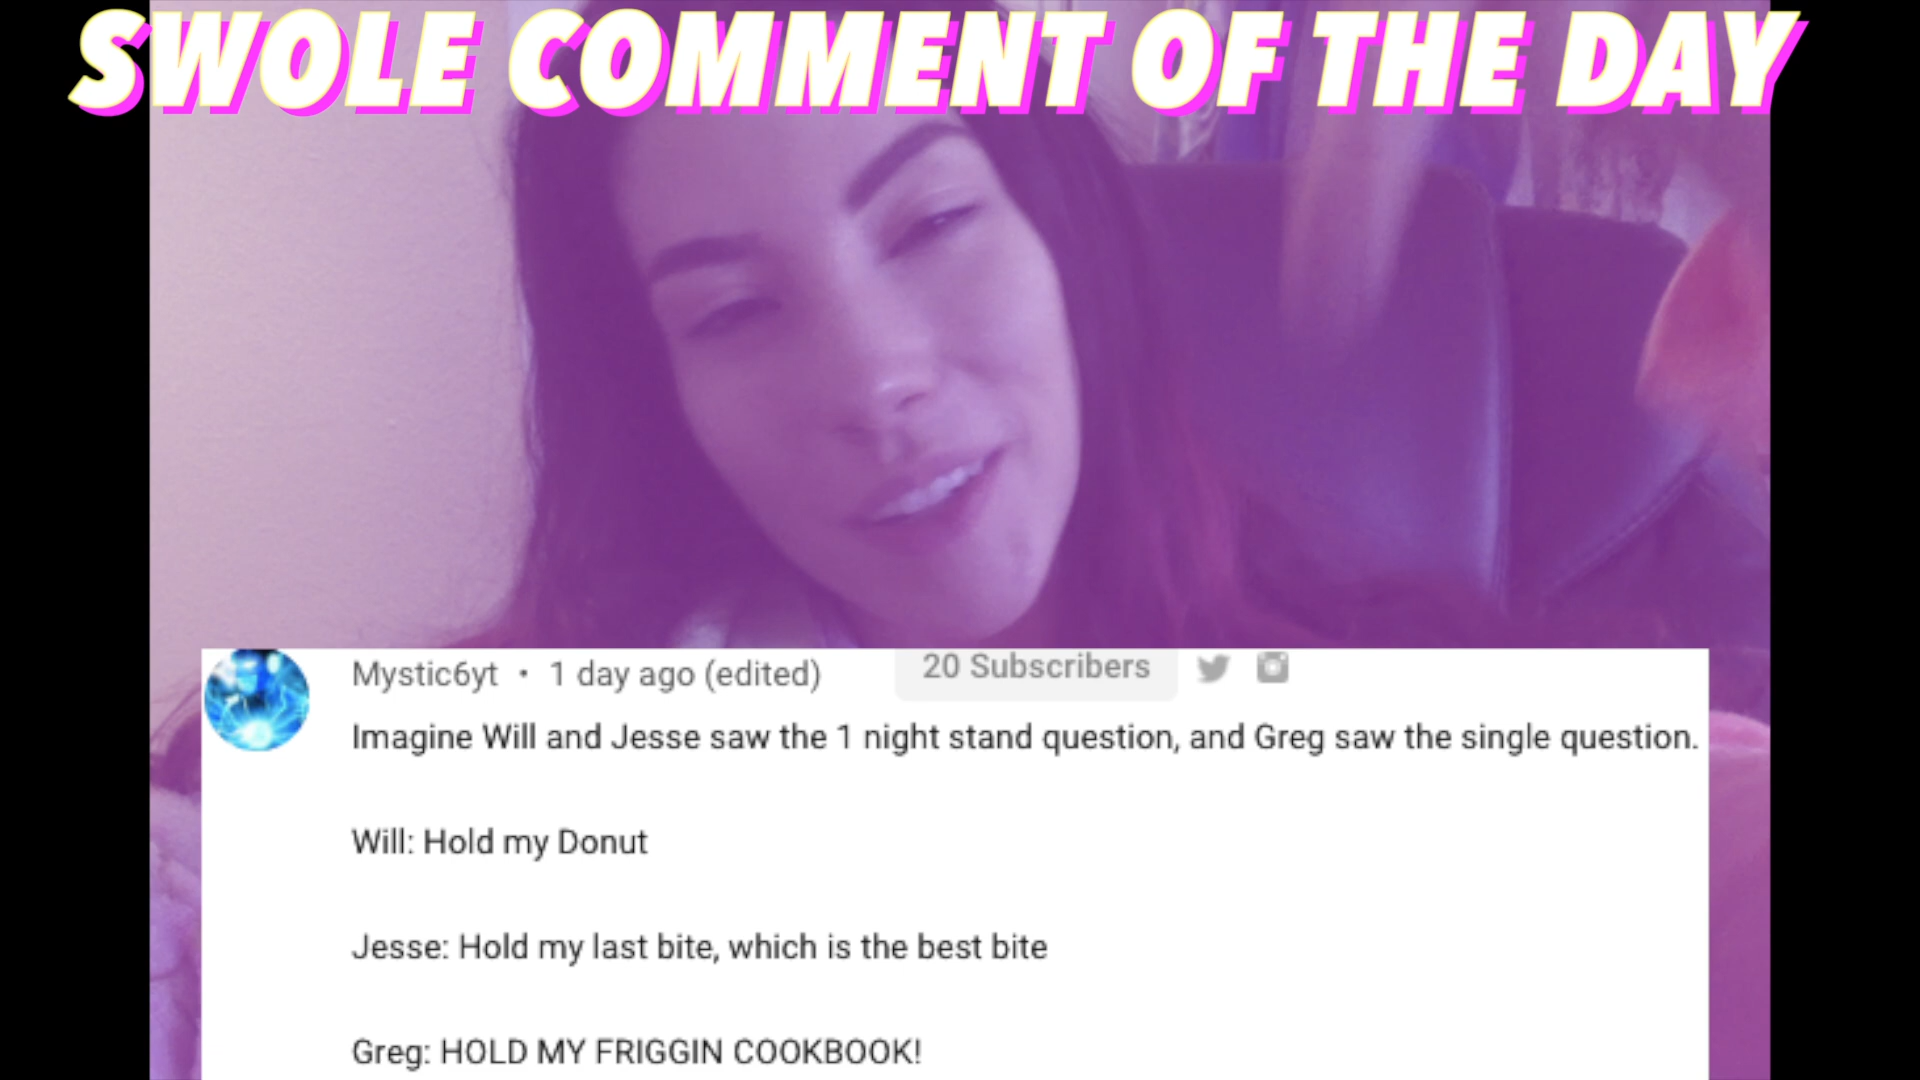 SWOLE COMMENT OF THE DAY
Mystic6yt • 1 day ago (edited) 20 Subscribers
Imagine Will and Jesse saw the 1 night stand question, and Greg saw the single question.
Will: Hold my Donut
Jesse: Hold my last bite, which is the best bite
Greg: HOLD MY FRIGGIN COOKBOOK!